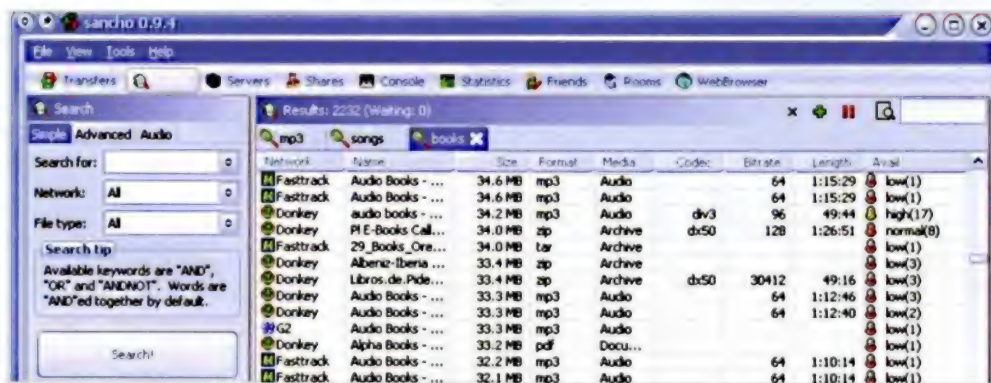 sancho 0.9.4
File View Tools Help
Transfers Servers Shares Console Statistics Friends Rooms WebBrowser
Search
Simple Advanced Audio
Search for:
Network: All
File type: All
Search tip
Available keywords are "AND",
"OR" and "ANDNOT". Words are
"AND"ed together by default.
Search!
Results: 2232 (Waiting: 0)
mp3 songs books
Network Name Size Format Media Codec Bitrate Length Avail
Fasttrack Audio Books - ... 34.6 MB mp3 Audio 64 1:15:29 low(1)
Fasttrack Audio Books - ... 34.6 MB mp3 Audio 64 1:15:29 low(1)
Donkey audio books - ... 34.2 MB mp3 Audio div3 96 49:44 high(17)
Donkey PI E-Books Cal... 34.0 MB zip Archive dx50 128 1:26:51 normal(8)
Fasttrack 29_Books_Ore... 34.0 MB tar Archive low(1)
Donkey Albeniz-Iberia ... 33.4 MB zip Archive low(3)
Donkey Libros.de.Pide... 33.4 MB zip Archive dx50 30412 49:16 low(3)
Donkey Audio Books - ... 33.3 MB mp3 Audio 64 1:12:46 low(3)
Donkey Audio Books - ... 33.3 MB mp3 Audio 64 1:12:40 low(2)
G2 Audio Books - ... 33.3 MB mp3 Audio low(1)
Donkey Alpha Books - ... 33.2 MB pdf Docu... low(1)
Fasttrack Audio Books - ... 32.2 MB mp3 Audio 64 1:10:14 low(1)
Fasttrack Audio Books - ... 32.1 MB mp3 Audio 64 1:10:14 low(1)